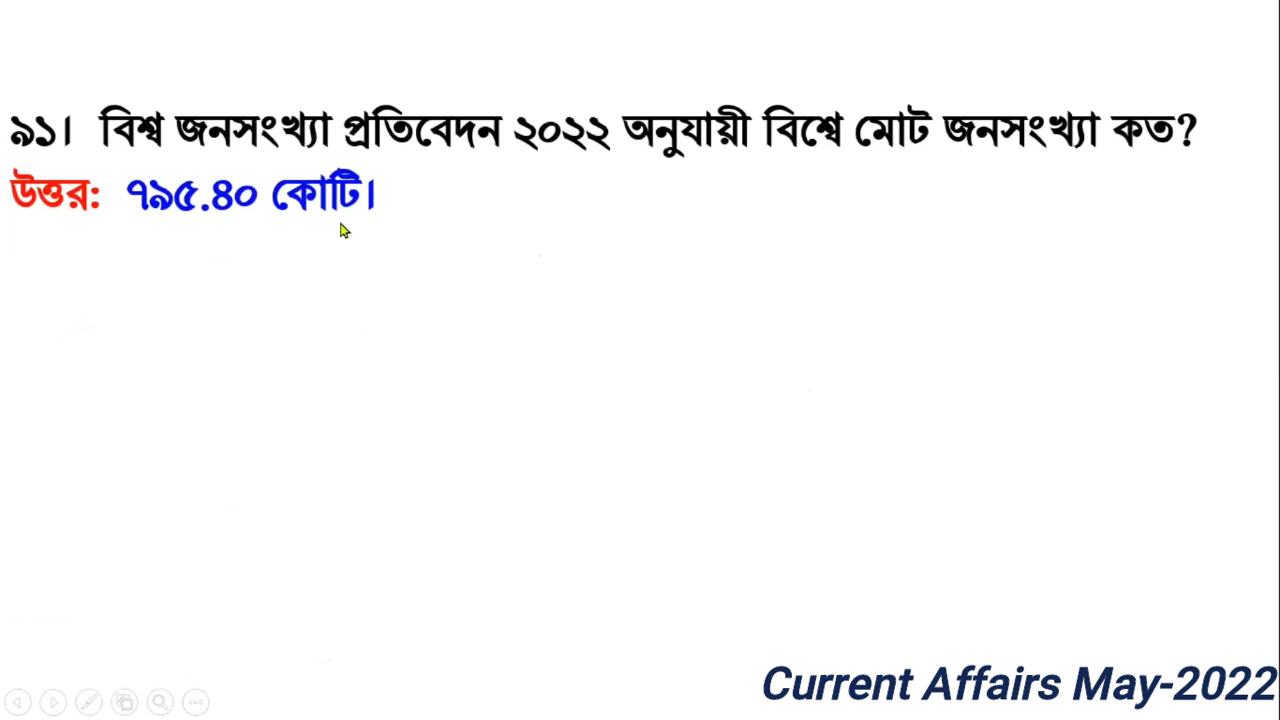 ৯১। বিশ্ব জনসংখ্যা প্রতিবেদন ২০২২ অনুযায়ী বিশ্বে মোট জনসংখ্যা কত?
উত্তর: ৭৯৫.৪০ কোটি।
Current Affairs May-2022